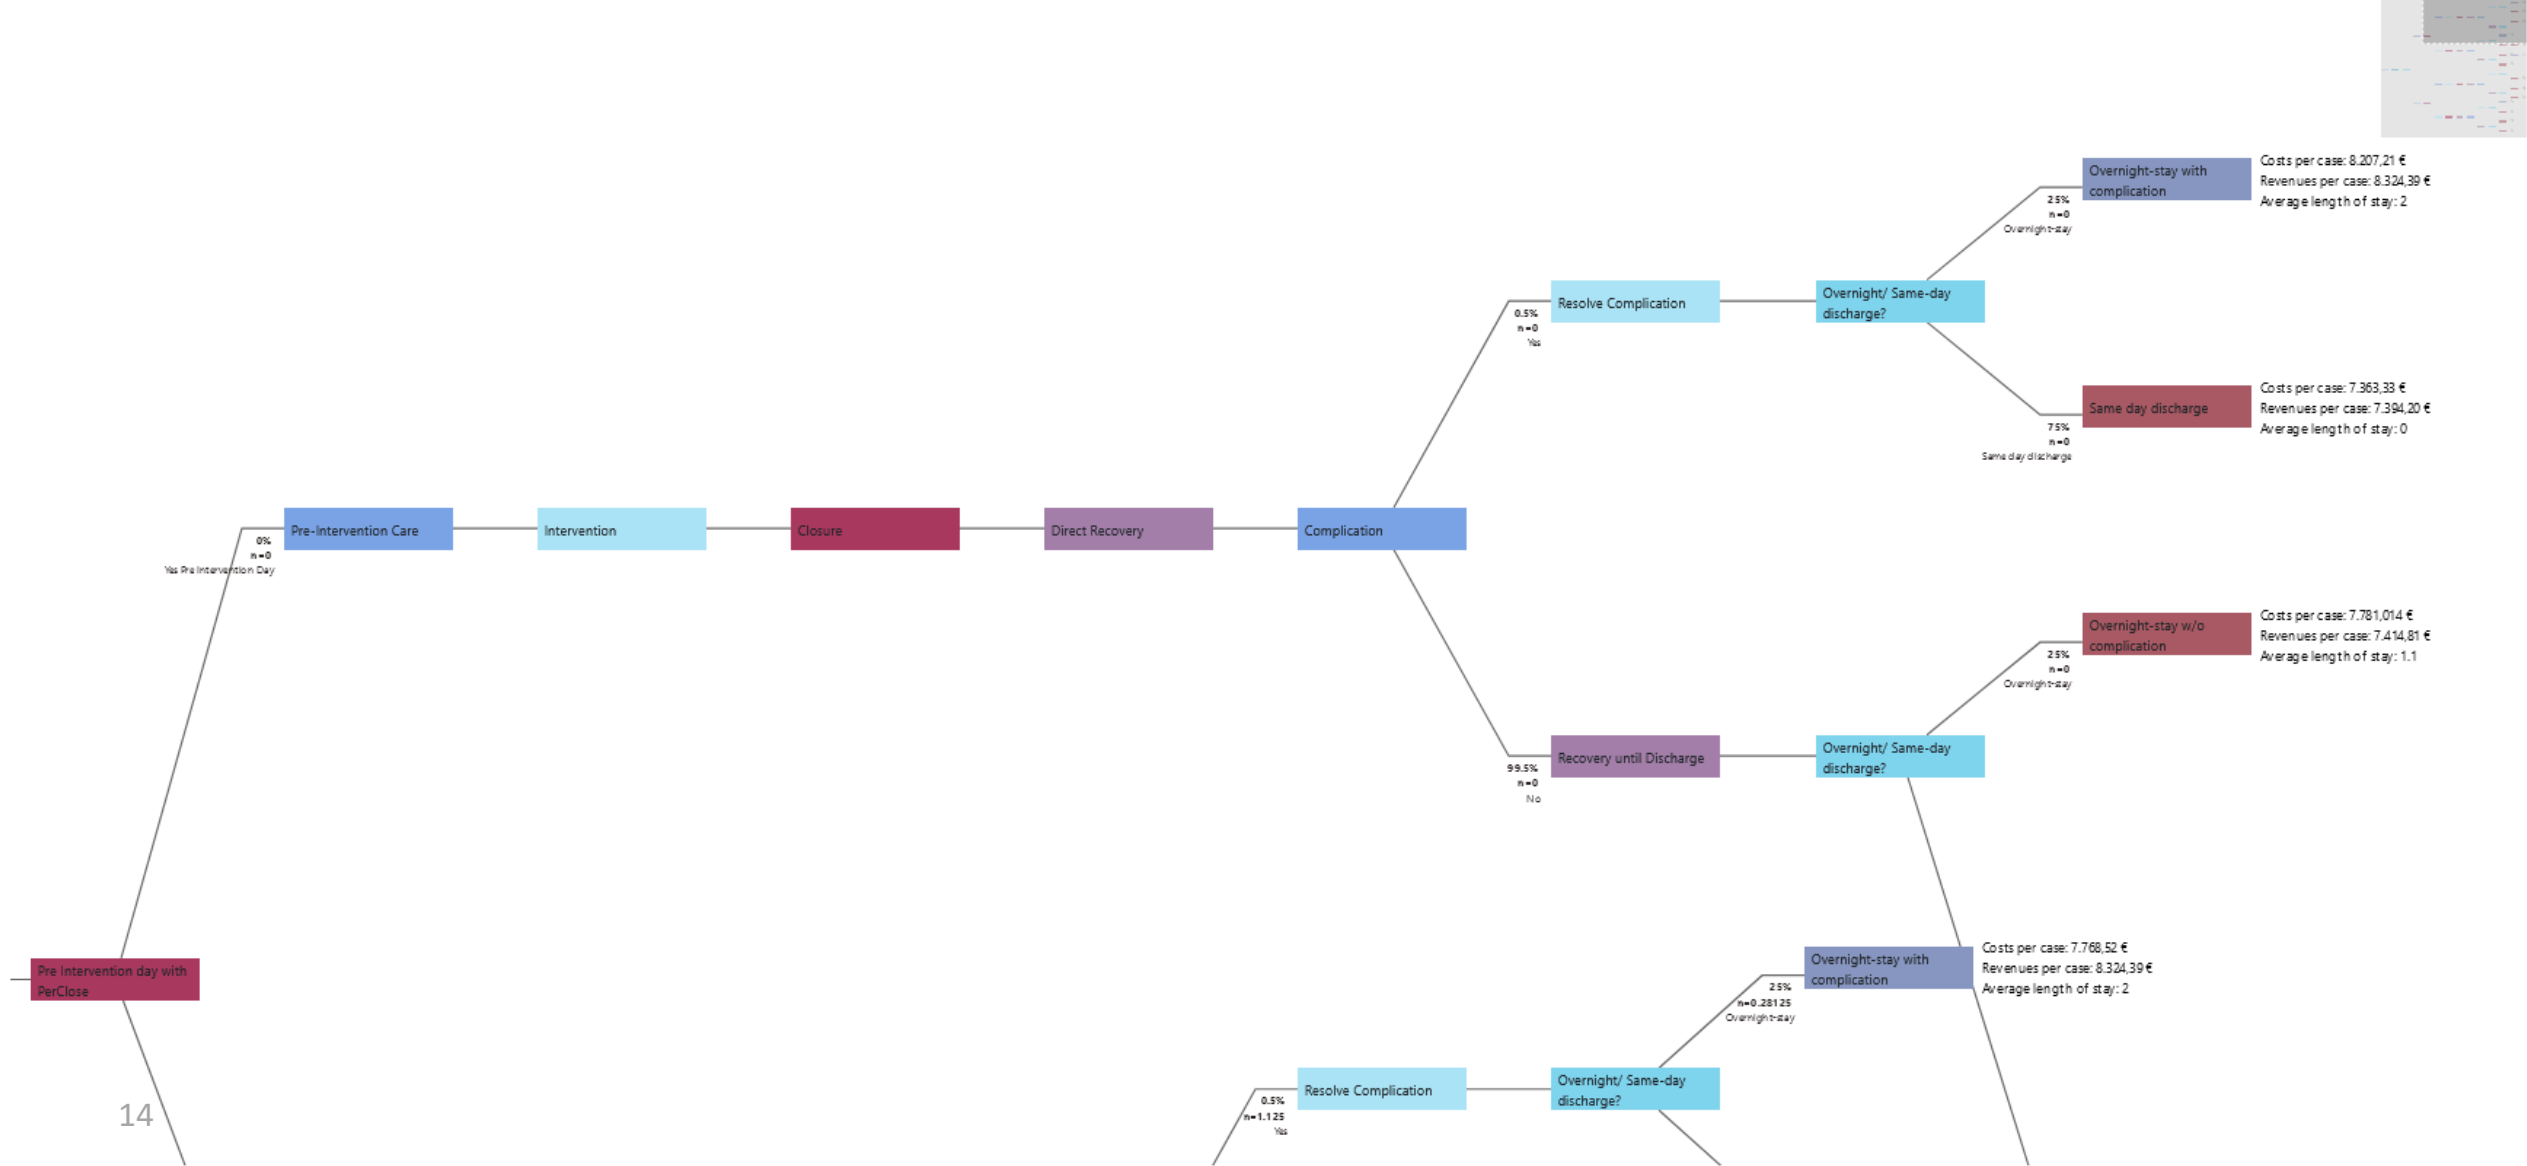 Overnight-stay with
complication
Costs per case: 8.207,21 €
Revenues per case: 8.324,39 €
Average length of stay: 2
25%
n=0
Overnight-stay
Resolve Complication
Overnight/ Same-day
discharge?
0.5%
n=0
Yes
Same day discharge
Costs per case: 7.363,33 €
Revenues per case: 7.394,20 €
Average length of stay: 0
75%
n=0
Same day discharge
Pre-Intervention Care
Intervention
Closure
Direct Recovery
Complication
0%
n=0
Yes Pre Intervention Day
Overnight-stay w/o
complication
Costs per case: 7.781,014 €
Revenues per case: 7.414,81 €
Average length of stay: 1.1
25%
n=0
Overnight-stay
Recovery until Discharge
Overnight/ Same-day
discharge?
99.5%
n=0
No
Pre Intervention day with
PerClose
Overnight-stay with
complication
Costs per case: 7.768,52 €
Revenues per case: 8.324,39 €
Average length of stay: 2
25%
n=0.28125
Overnight-stay
Resolve Complication
Overnight/ Same-day
discharge?
0.5%
n=1.125
Yes
14